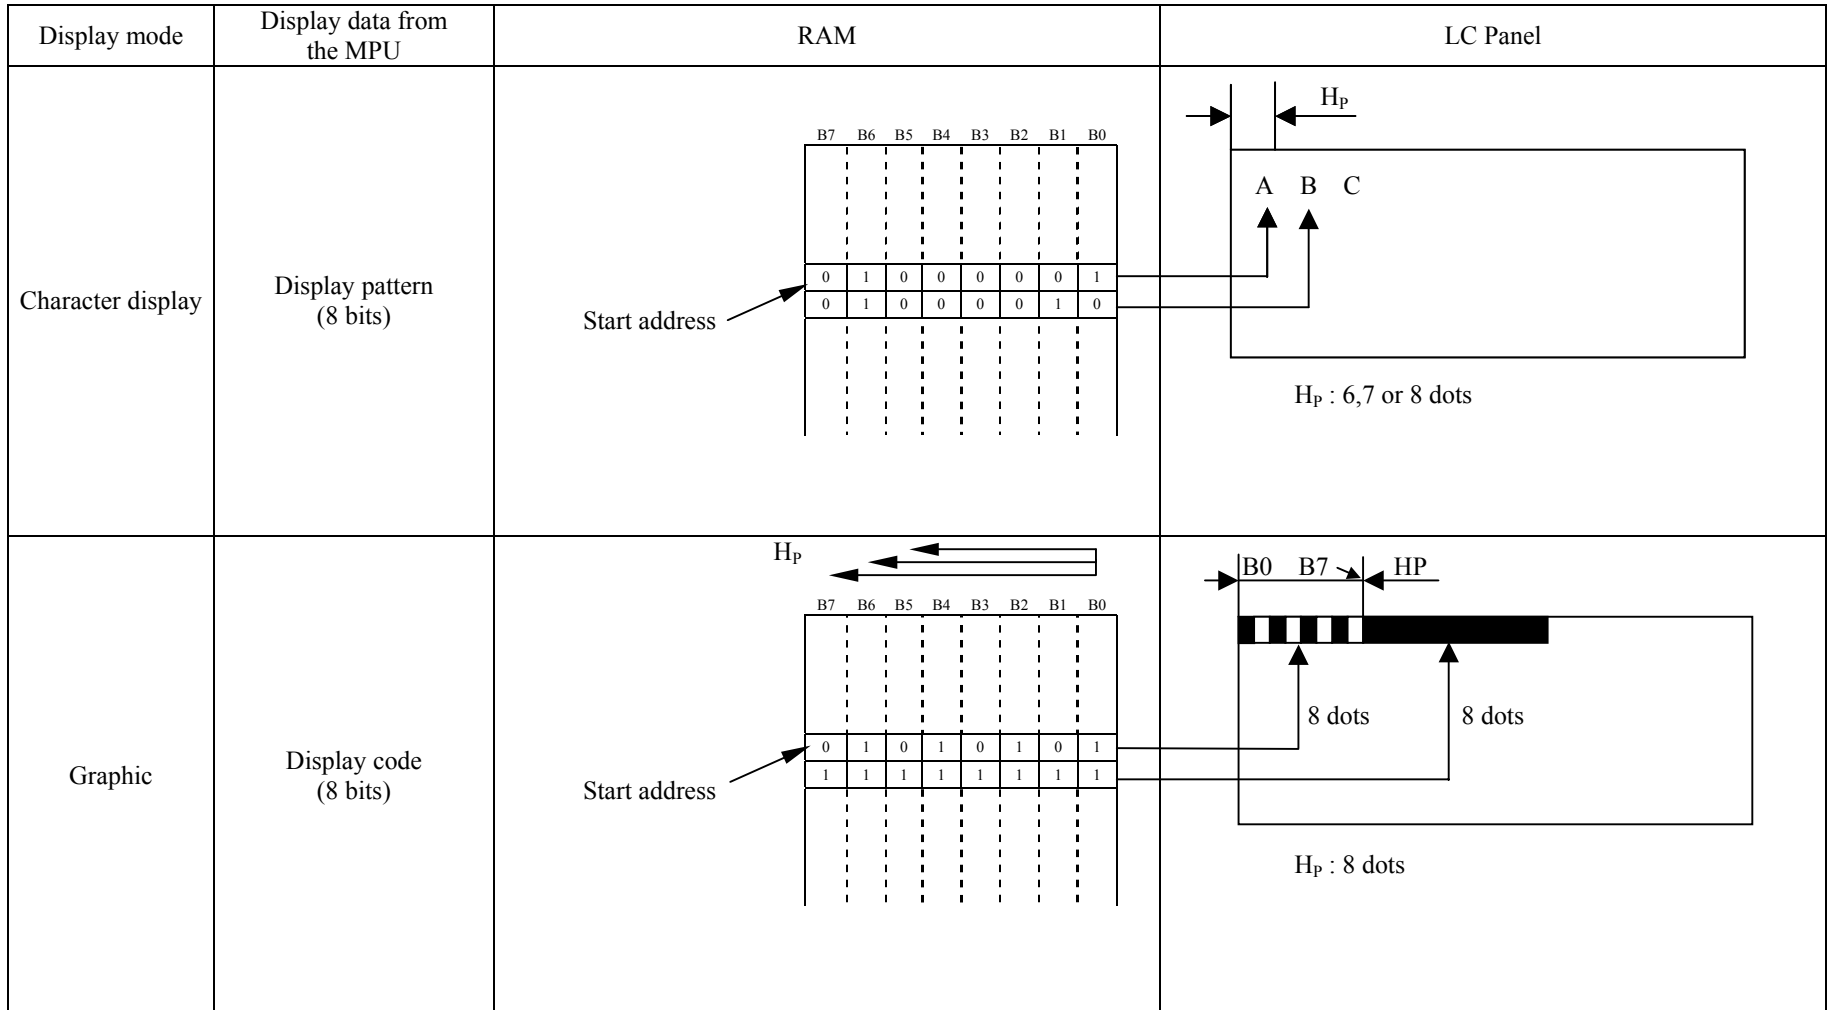 Display mode
Display data from
the MPU
RAM
LC Panel
Character display
Display pattern
(8 bits)
B7 B6 B5 B4 B3 B2 B1 B0
0 1 0 0 0 0 0 1
0 1 0 0 0 0 1 0
Start address
HP
A B C
HP : 6,7 or 8 dots
Graphic
Display code
(8 bits)
HP
B7 B6 B5 B4 B3 B2 B1 B0
0 1 0 1 0 1 0 1
1 1 1 1 1 1 1 1
Start address
B0 B7 HP
8 dots 8 dots
HP : 8 dots